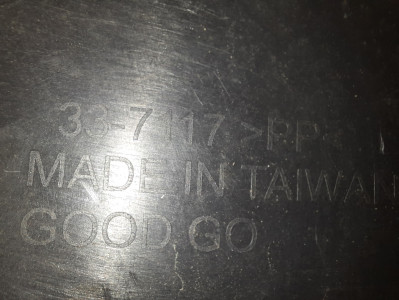 33-7117 >PP<
MADE IN TAIWAN
GOOD GO